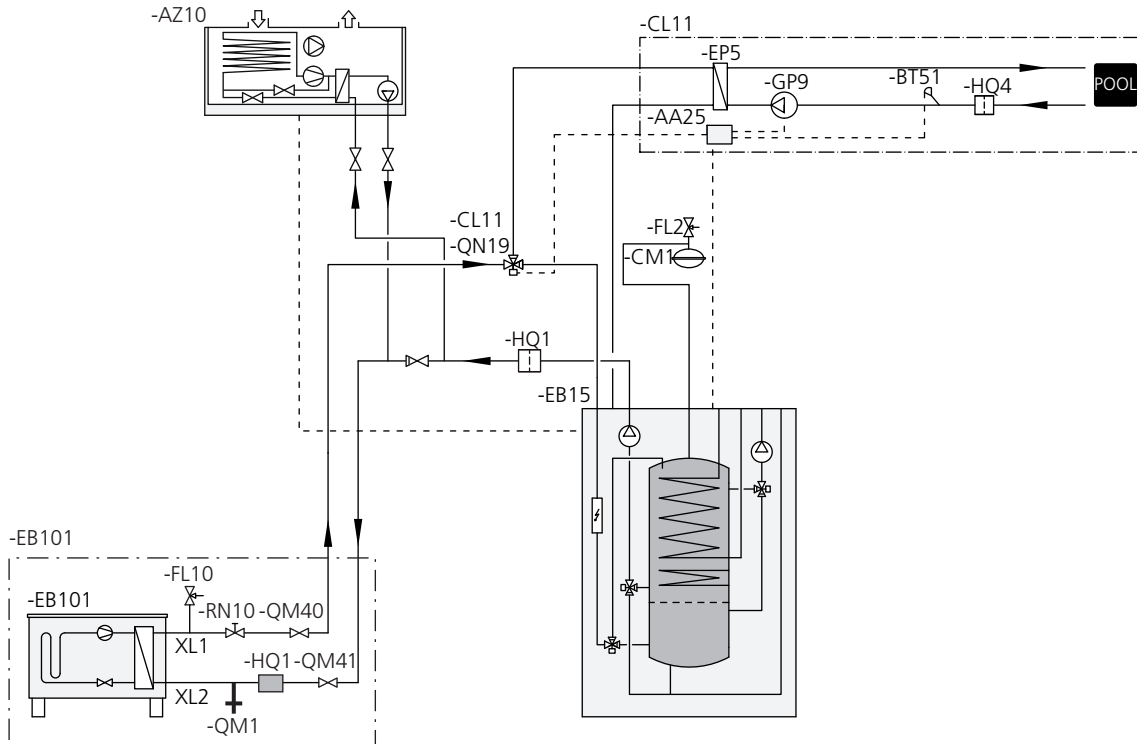 -AZ10
-CL11
-EP5
-GP9
-BT51
-HQ4
POOL
-AA25
-CL11
-QN19
-FL2
-CM1
-HQ1
-EB15
-EB101
-FL10
-EB101
-RN10
-QM40
XL1
-HQ1
-QM41
XL2
-QM1